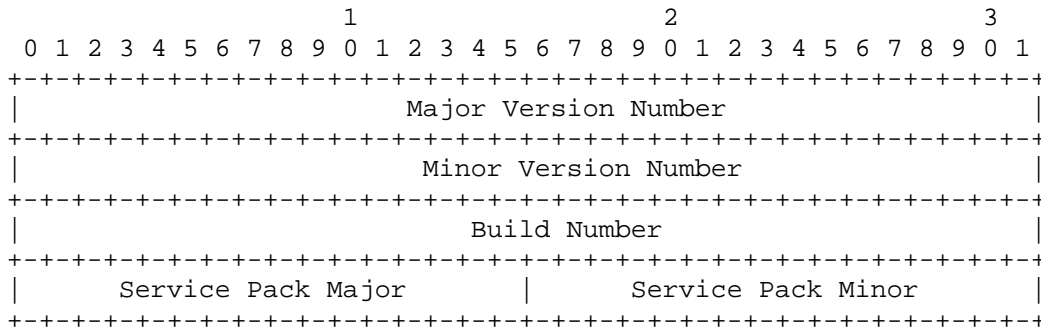 1                   2                   3
 0 1 2 3 4 5 6 7 8 9 0 1 2 3 4 5 6 7 8 9 0 1 2 3 4 5 6 7 8 9 0 1
+-+-+-+-+-+-+-+-+-+-+-+-+-+-+-+-+-+-+-+-+-+-+-+-+-+-+-+-+-+-+-+-+
|                        Major Version Number                   |
+-+-+-+-+-+-+-+-+-+-+-+-+-+-+-+-+-+-+-+-+-+-+-+-+-+-+-+-+-+-+-+-+
|                         Minor Version Number                  |
+-+-+-+-+-+-+-+-+-+-+-+-+-+-+-+-+-+-+-+-+-+-+-+-+-+-+-+-+-+-+-+-+
|                            Build Number                       |
+-+-+-+-+-+-+-+-+-+-+-+-+-+-+-+-+-+-+-+-+-+-+-+-+-+-+-+-+-+-+-+-+
|      Service Pack Major       |      Service Pack Minor       |
+-+-+-+-+-+-+-+-+-+-+-+-+-+-+-+-+-+-+-+-+-+-+-+-+-+-+-+-+-+-+-+-+